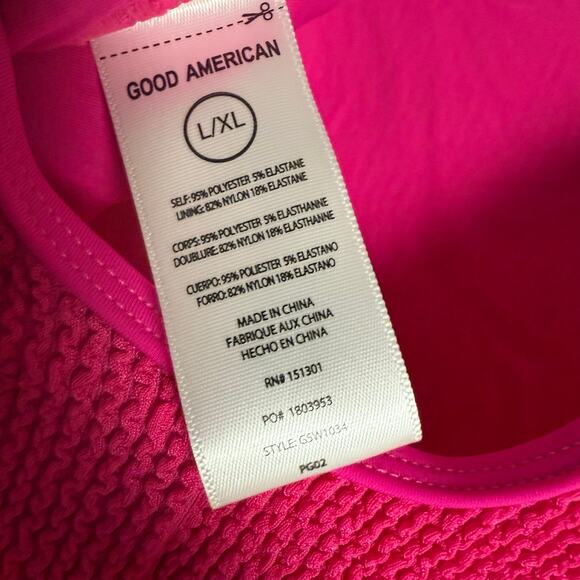 GOOD AMERICAN
L/XL
SELF: 95% POLYESTER 5% ELASTANE
LINING: 82% NYLON 18% ELASTANE
CORPS: 95% POLYESTER 5% ELASTHANNE
DOUBLURE: 82% NYLON 18% ELASTHANNE
CUERPO: 95% POLIESTER 5% ELASTANO
FORRO: 82% NYLON 18% ELASTANO
MADE IN CHINA
FABRIQUE AUX CHINA
HECHO EN CHINA
RN# 151301
PO# 1803953
STYLE: GSW1034
PG02